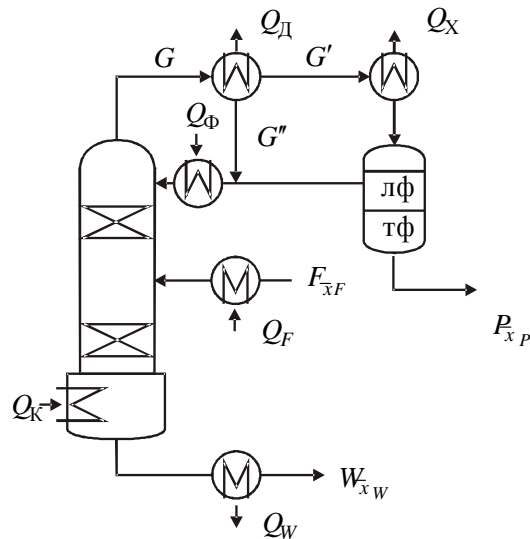 Q_Д
Q_Х
G
G′
Q_Ф
G″
лф
тф
F_x̄F
Q_F
P_x̄P
Q_К
W_x̄W
Q_W